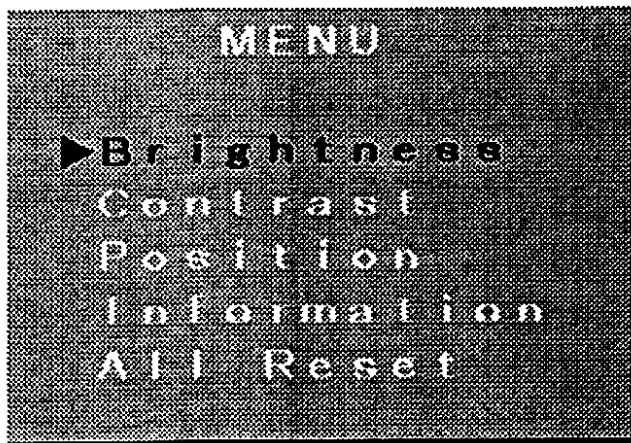 MENU
▶Brightness
Contrast
Position
Information
All Reset